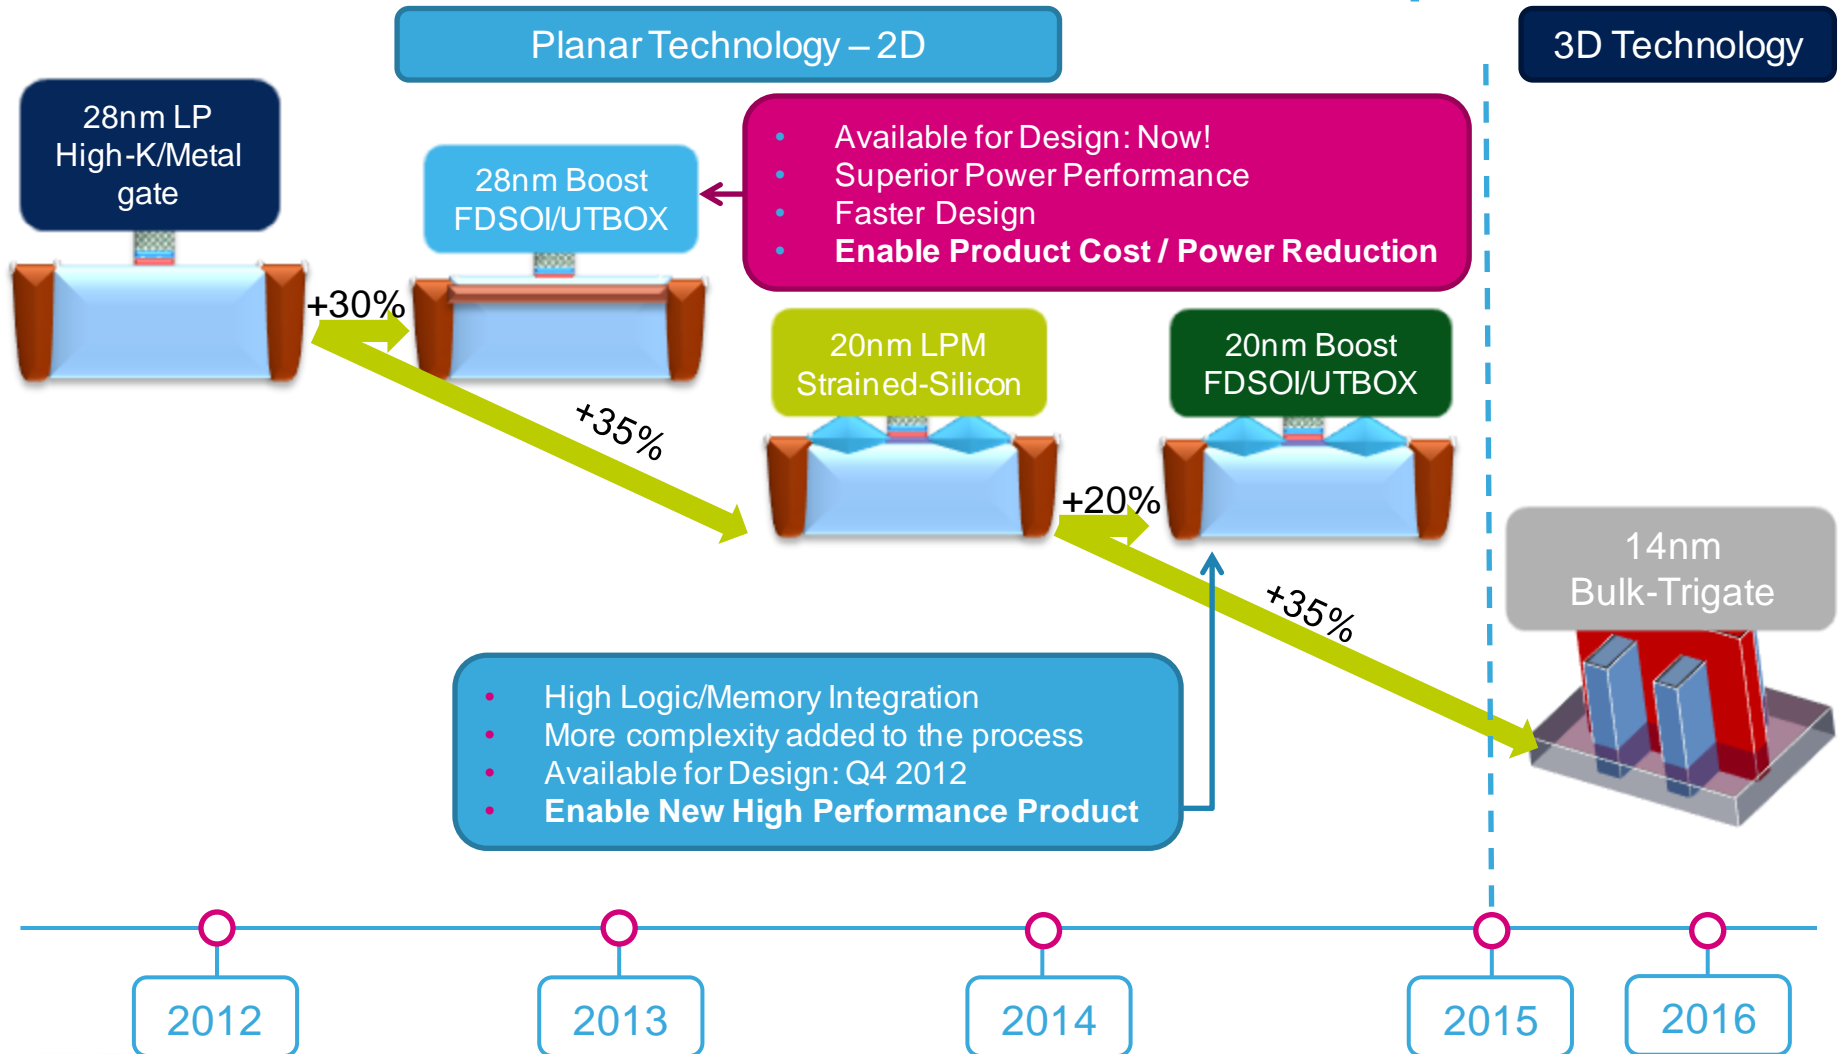 Planar Technology – 2D
3D Technology
28nm LP
High-K/Metal
gate
28nm Boost
FDSOI/UTBOX
• Available for Design: Now!
• Superior Power Performance
• Faster Design
• Enable Product Cost / Power Reduction
+30%
+35%
20nm LPM
Strained-Silicon
20nm Boost
FDSOI/UTBOX
+20%
+35%
14nm
Bulk-Trigate
• High Logic/Memory Integration
• More complexity added to the process
• Available for Design: Q4 2012
• Enable New High Performance Product
2012
2013
2014
2015
2016